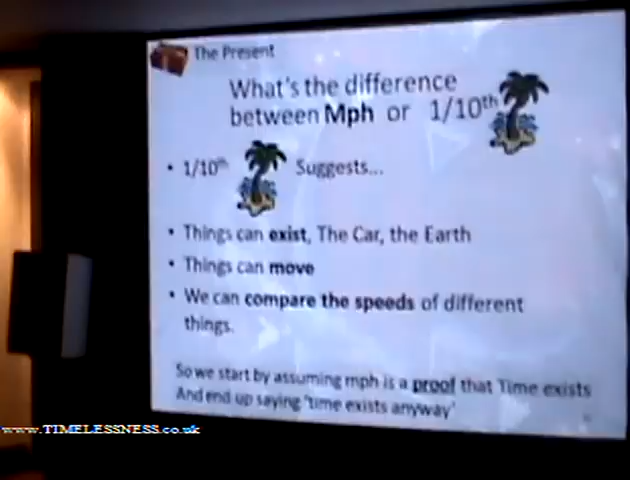 The Present
What's the difference
between Mph or 1/10th
• 1/10th Suggests...
• Things can exist, The Car, the Earth
• Things can move
• We can compare the speeds of different
things.
So we start by assuming mph is a proof that Time exists
And end up saying 'time exists anyway'
www.TIMELESSNESS.co.uk